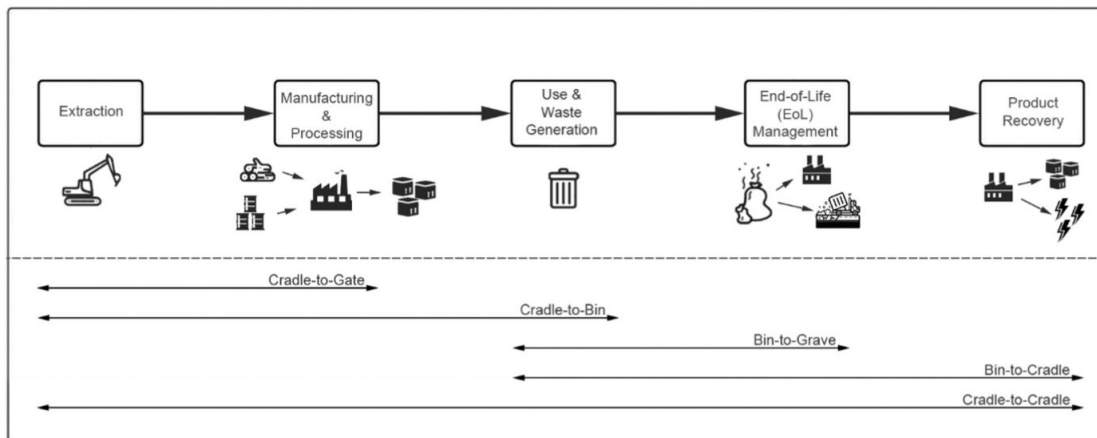 Extraction
Manufacturing
&
Processing
Use &
Waste
Generation
End-of-Life
(EoL)
Management
Product
Recovery
Cradle-to-Gate
Cradle-to-Bin
Bin-to-Grave
Bin-to-Cradle
Cradle-to-Cradle